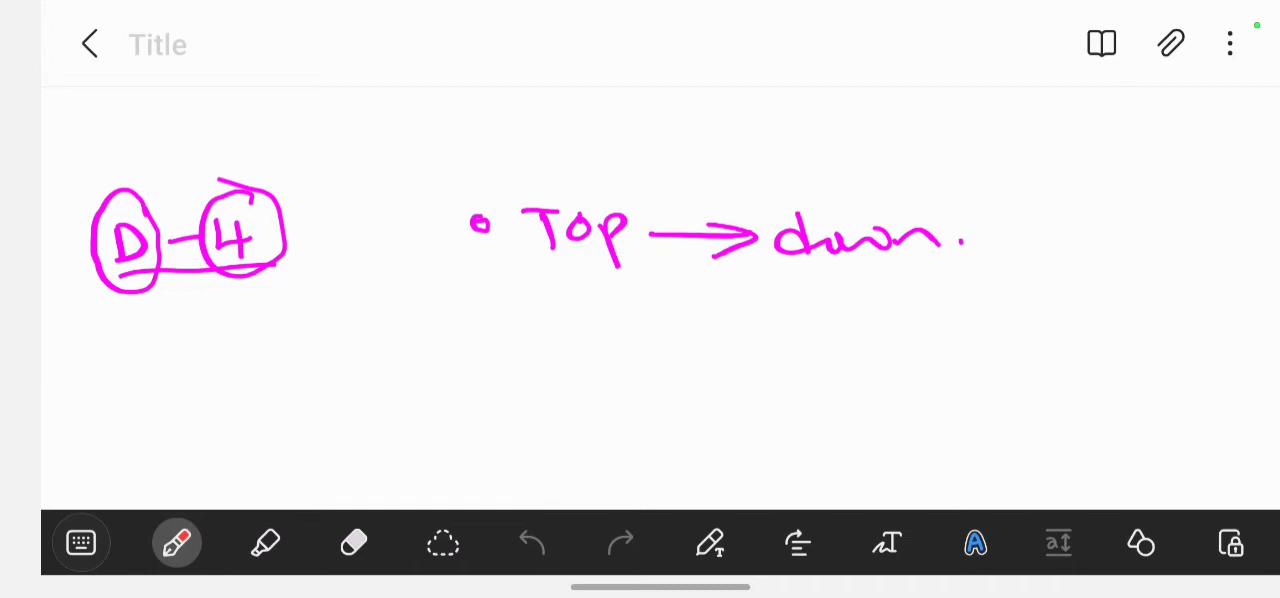 Title
D-4
• Top → down.